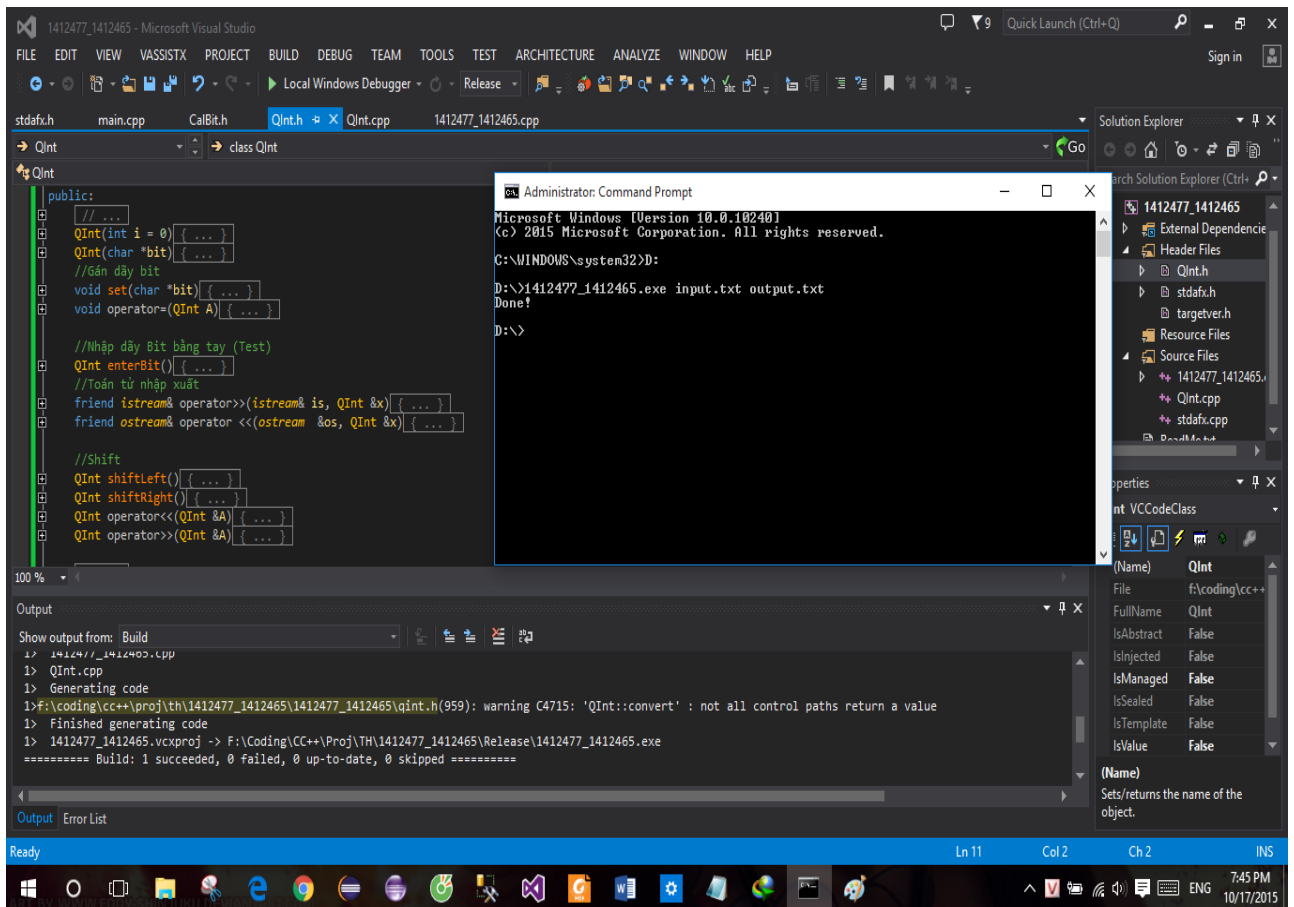 1412477_1412465 - Microsoft Visual Studio
9
Quick Launch (Ctrl+Q)
FILE EDIT VIEW VASSISTX PROJECT BUILD DEBUG TEAM TOOLS TEST ARCHITECTURE ANALYZE WINDOW HELP
Sign in
Local Windows Debugger Release
stdafx.h main.cpp CalBit.h QInt.h QInt.cpp 1412477_1412465.cpp
Solution Explorer
QInt class QInt Go
QInt
arch Solution Explorer (Ctrl+
public:
// ...
QInt(int i = 0) { ... }
QInt(char *bit) { ... }
//Gán dãy bit
void set(char *bit) { ... }
void operator=(QInt A) { ... }
//Nhập dãy Bit bằng tay (Test)
QInt enterBit() { ... }
//Toán tử nhập xuất
friend istream& operator>>(istream& is, QInt &x) { ... }
friend ostream& operator <<(ostream &os, QInt &x) { ... }
//Shift
QInt shiftLeft() { ... }
QInt shiftRight() { ... }
QInt operator<<(QInt &A) { ... }
QInt operator>>(QInt &A) { ... }
100 %
Administrator: Command Prompt
Microsoft Windows [Version 10.0.10240]
(c) 2015 Microsoft Corporation. All rights reserved.
C:\WINDOWS\system32>D:
D:\>1412477_1412465.exe input.txt output.txt
Done!
D:\>
1412477_1412465
External Dependencie
Header Files
QInt.h
stdafx.h
targetver.h
Resource Files
Source Files
1412477_1412465.
QInt.cpp
stdafx.cpp
ReadMe.txt
operties
nt VCCodeClass
(Name) QInt
File f:\coding\cc++
FullName QInt
IsAbstract False
IsInjected False
IsManaged False
IsSealed False
IsTemplate False
IsValue False
(Name)
Sets/returns the name of the
object.
Output
Show output from: Build
1> 1412477_1412465.cpp
1> QInt.cpp
1> Generating code
1>f:\coding\cc++\proj\th\1412477_1412465\1412477_1412465\qint.h(959): warning C4715: 'QInt::convert' : not all control paths return a value
1> Finished generating code
1> 1412477_1412465.vcxproj -> F:\Coding\CC++\Proj\TH\1412477_1412465\Release\1412477_1412465.exe
========== Build: 1 succeeded, 0 failed, 0 up-to-date, 0 skipped ==========
Output Error List
Ready Ln 11 Col 2 Ch 2 INS
ENG
7:45 PM
10/17/2015